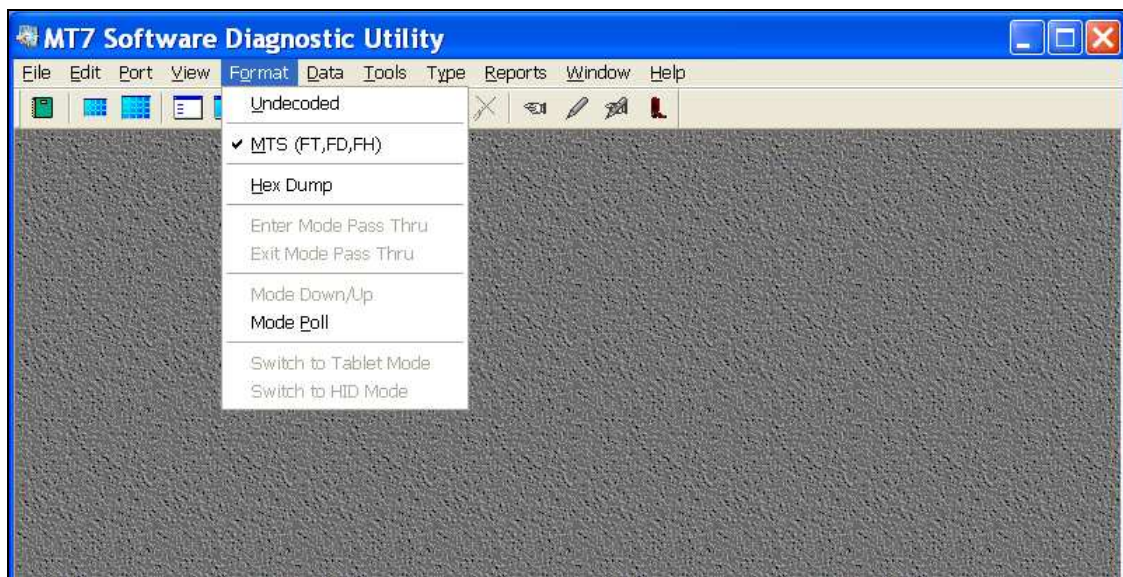 MT7 Software Diagnostic Utility
File Edit Port View Format Data Tools Type Reports Window Help
Undecoded
MTS (FT,FD,FH)
Hex Dump
Enter Mode Pass Thru
Exit Mode Pass Thru
Mode Down/Up
Mode Poll
Switch to Tablet Mode
Switch to HID Mode